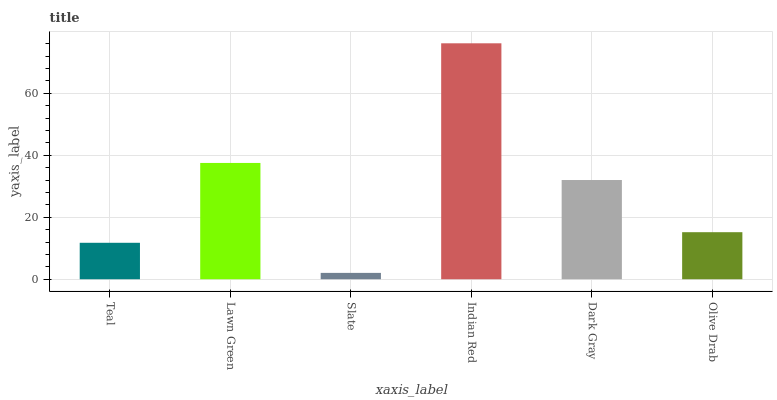 title
60
40
20
0
yaxis_label
Teal
Lawn Green
Slate
Indian Red
Dark Gray
Olive Drab
xaxis_label